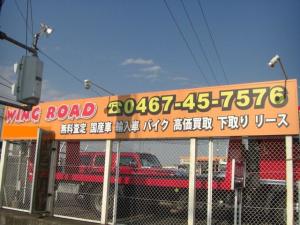 WING ROAD ☎0467-45-7576
無料査定 国産車 輸入車 バイク 高価買取 下取り リース